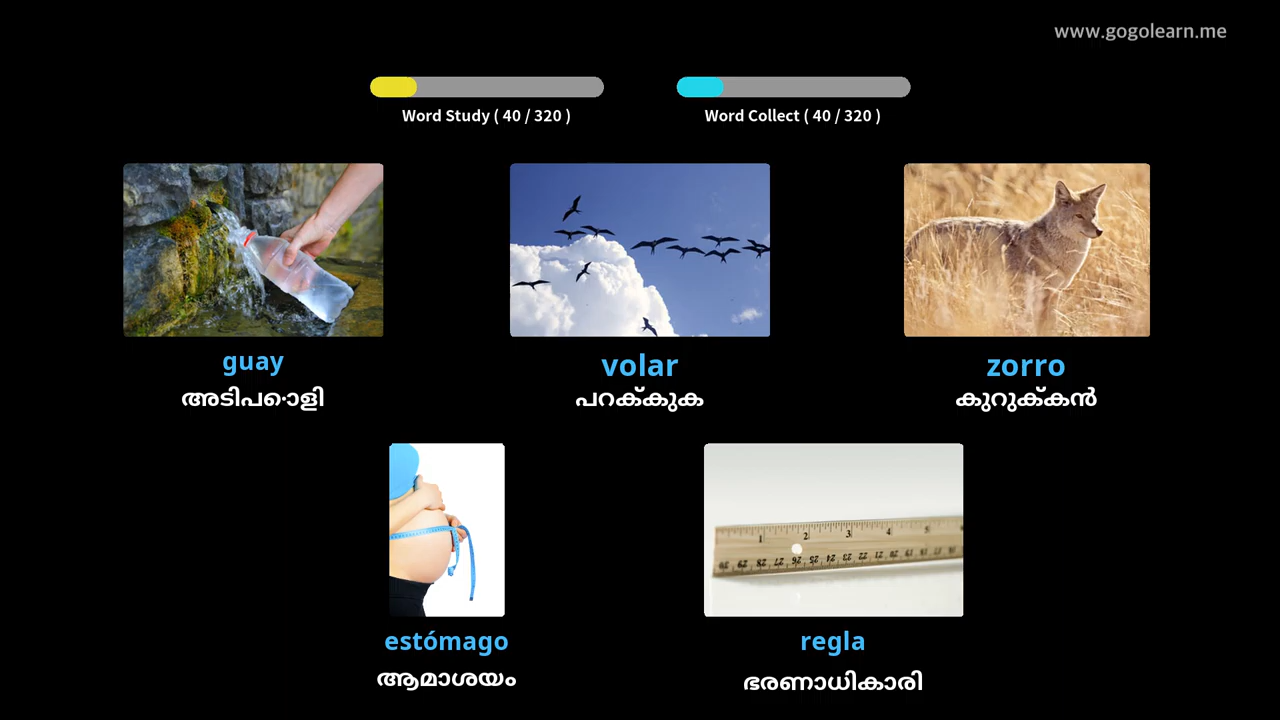 www.gogolearn.me
Word Study ( 40 / 320 )
Word Collect ( 40 / 320 )
guay
അടിപൊളി
volar
പറക്കുക
zorro
കുറുക്കൻ
estómago
ആമാശയം
regla
ഭരണാധികാരി